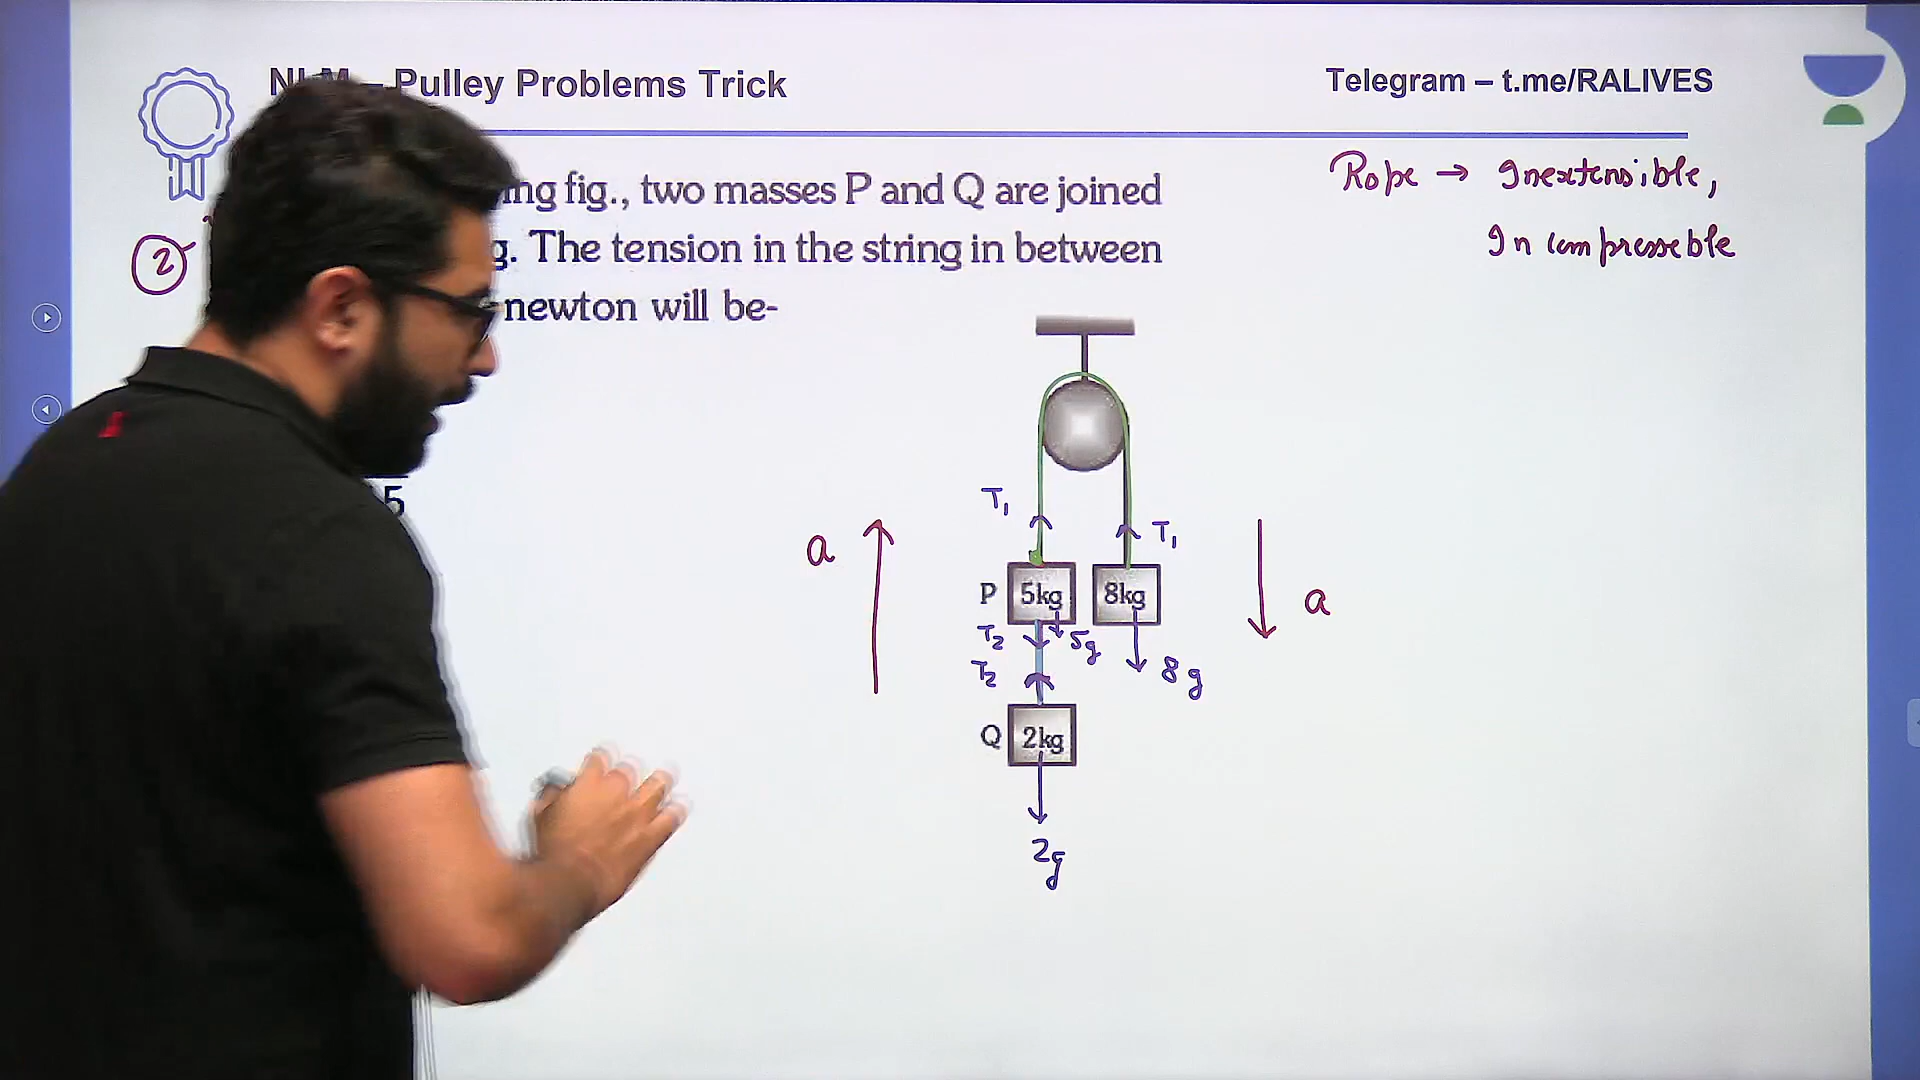 Pulley Problems Trick
Telegram – t.me/RALIVES
ing fig., two masses P and Q are joined
g. The tension in the string in between
newton will be-
2
Rope → Inextensible,
Incompresseble
5
T₁
T₁
a
a
P 5kg 8kg
T₂ 5g
T₂ 8g
Q 2kg
2g